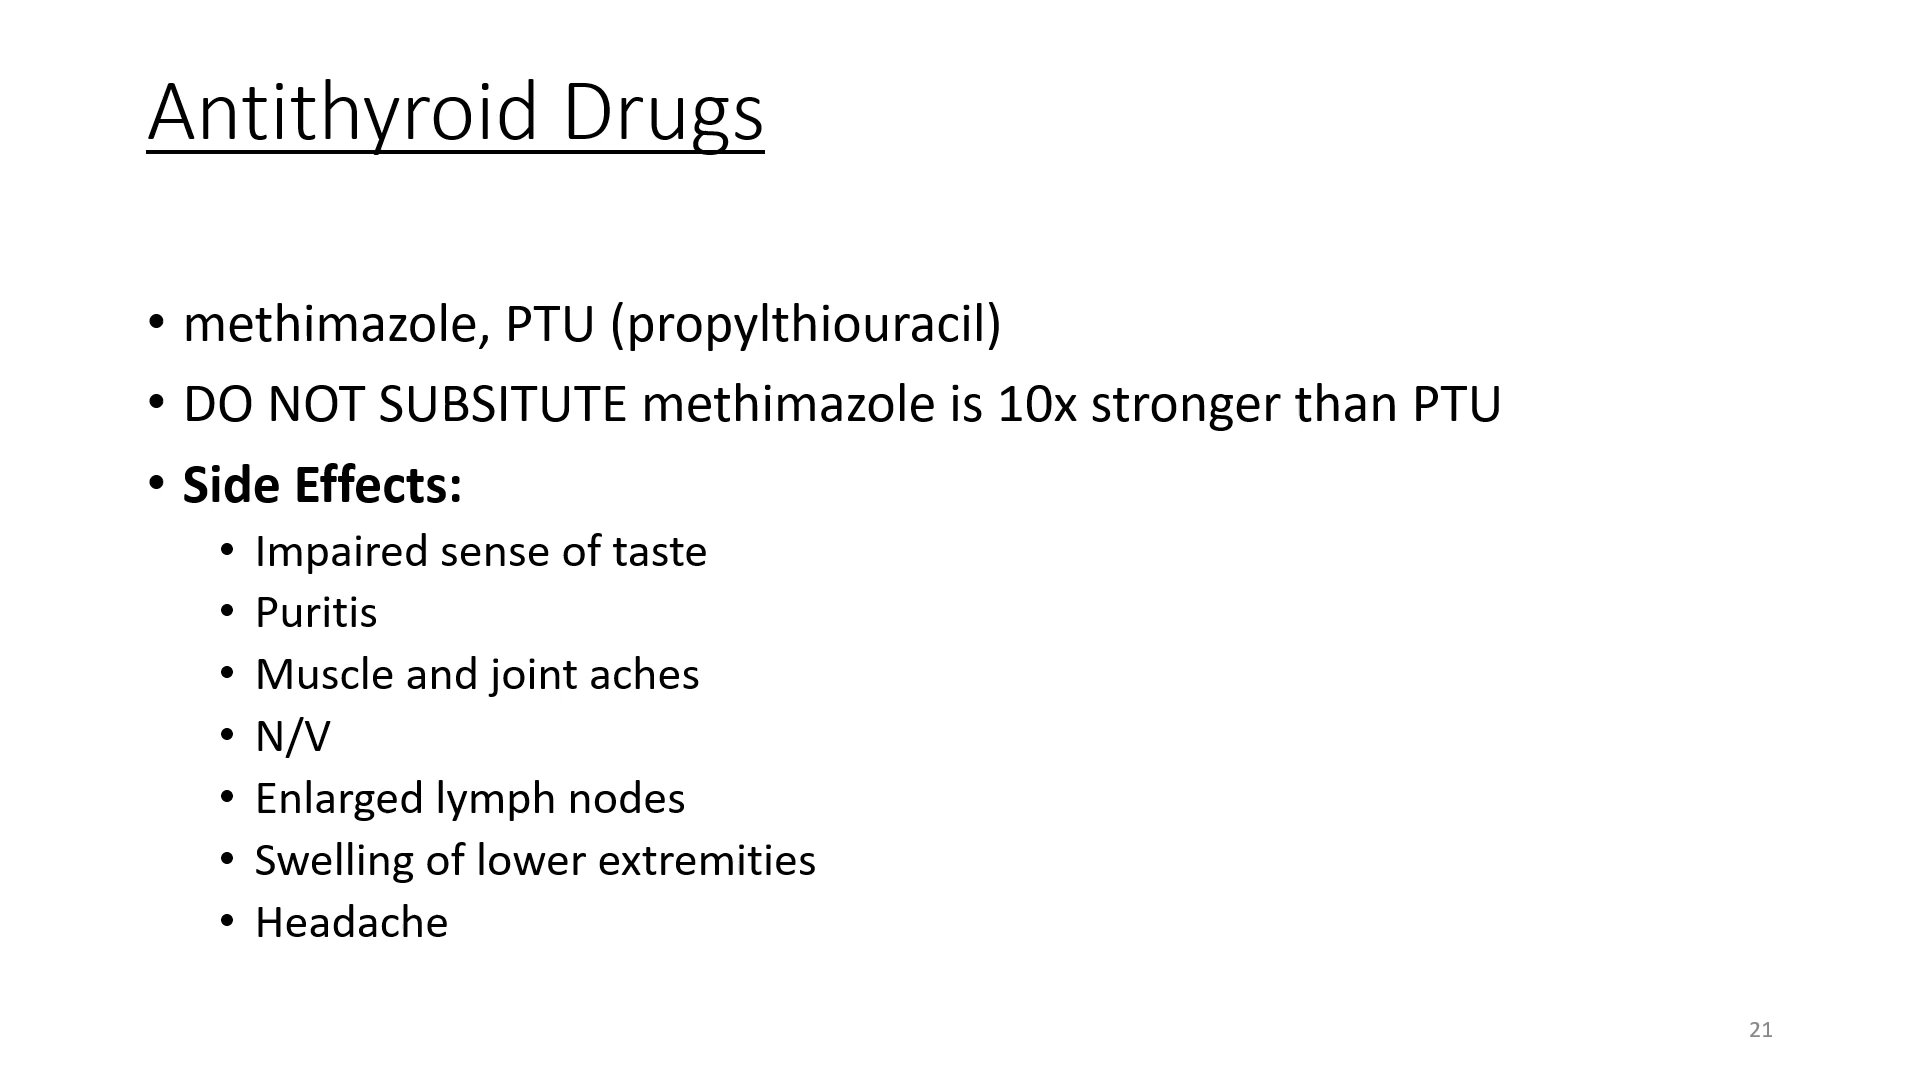 Antithyroid Drugs
• methimazole, PTU (propylthiouracil)
• DO NOT SUBSITUTE methimazole is 10x stronger than PTU
• Side Effects:
• Impaired sense of taste
• Puritis
• Muscle and joint aches
• N/V
• Enlarged lymph nodes
• Swelling of lower extremities
• Headache
21